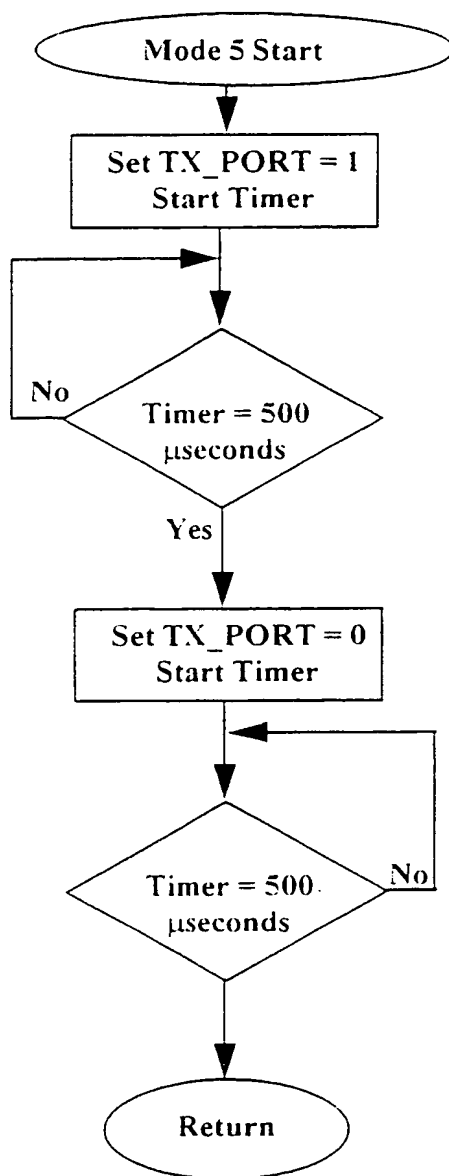 Mode 5 Start
Set TX_PORT = 1
Start Timer
No
Timer = 500
μseconds
Yes
Set TX_PORT = 0
Start Timer
Timer = 500
μseconds
No
Return